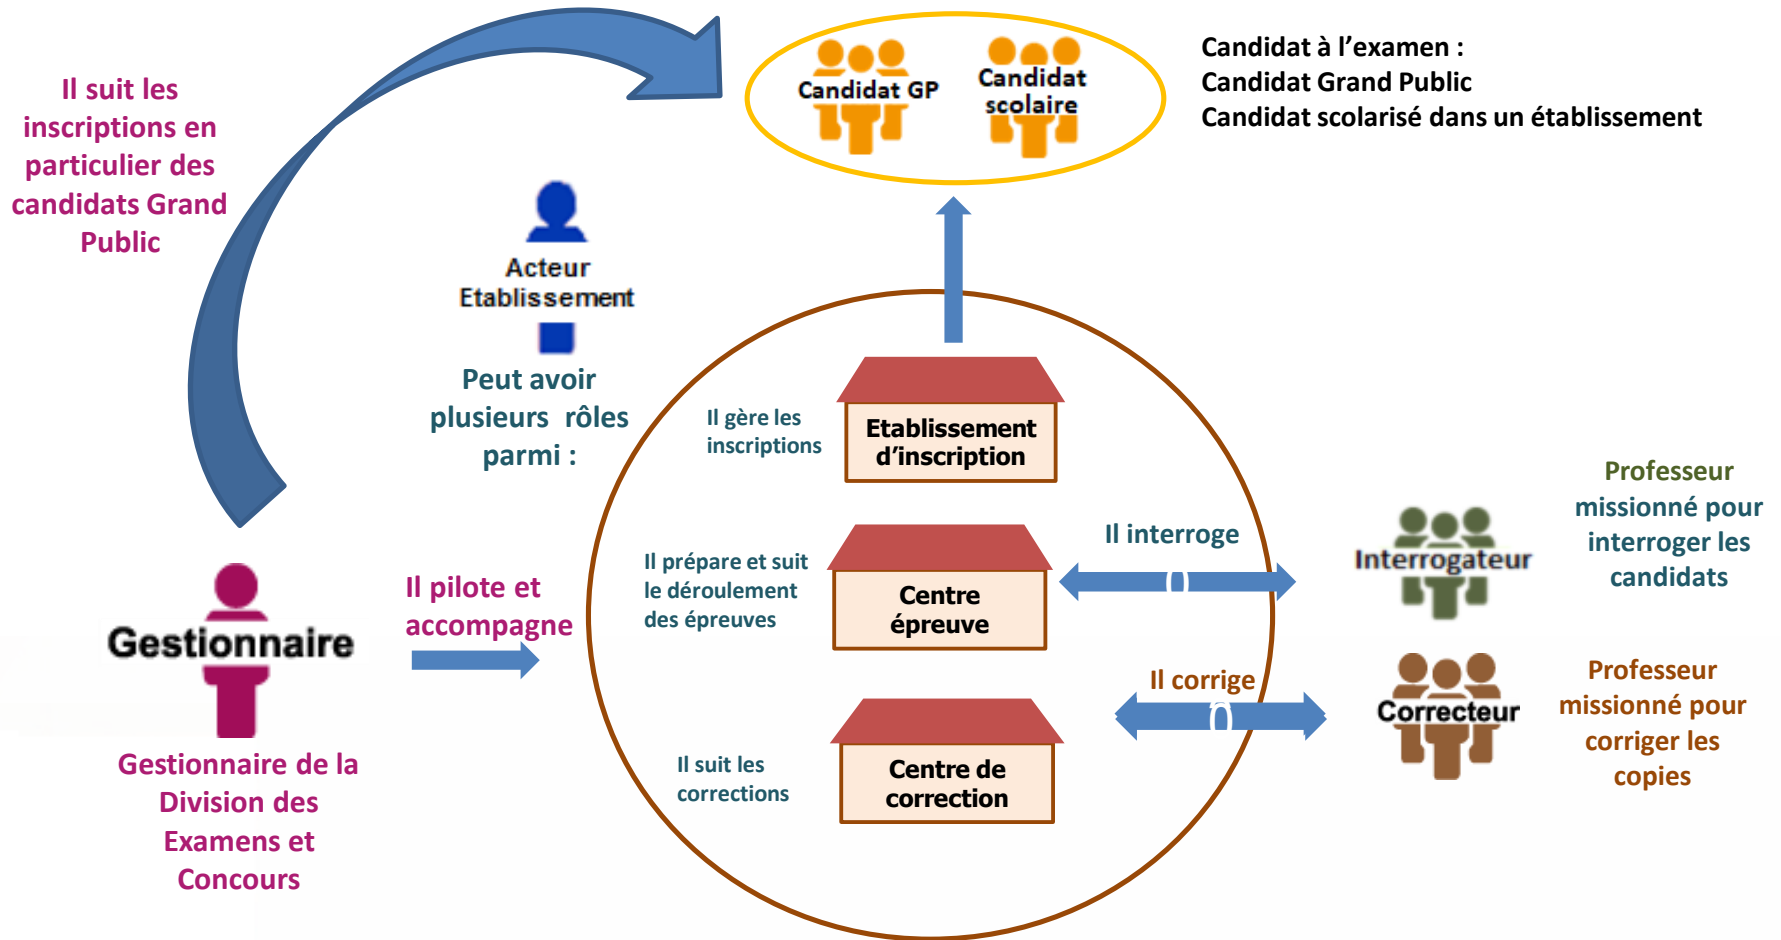 Il suit les
inscriptions en
particulier des
candidats Grand
Public
Candidat GP
Candidat
scolaire
Candidat à l’examen :
Candidat Grand Public
Candidat scolarisé dans un établissement
Acteur
Etablissement
Peut avoir
plusieurs rôles
parmi :
Il gère les
inscriptions
Etablissement
d’inscription
Il prépare et suit
le déroulement
des épreuves
Centre
épreuve
Il interroge
Interrogateur
Professeur
missionné pour
interroger les
candidats
Il pilote et
accompagne
Gestionnaire
Gestionnaire de la
Division des
Examens et
Concours
Il suit les
corrections
Centre de
correction
Il corrige
Correcteur
Professeur
missionné pour
corriger les
copies